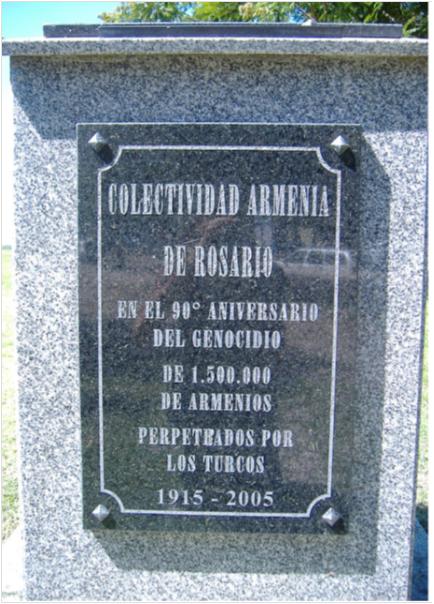 COLECTIVIDAD ARMENIA
DE ROSARIO
EN EL 90° ANIVERSARIO
DEL GENOCIDIO
DE 1.500.000
DE ARMENIOS
PERPETRADOS POR
LOS TURCOS
1915 - 2005